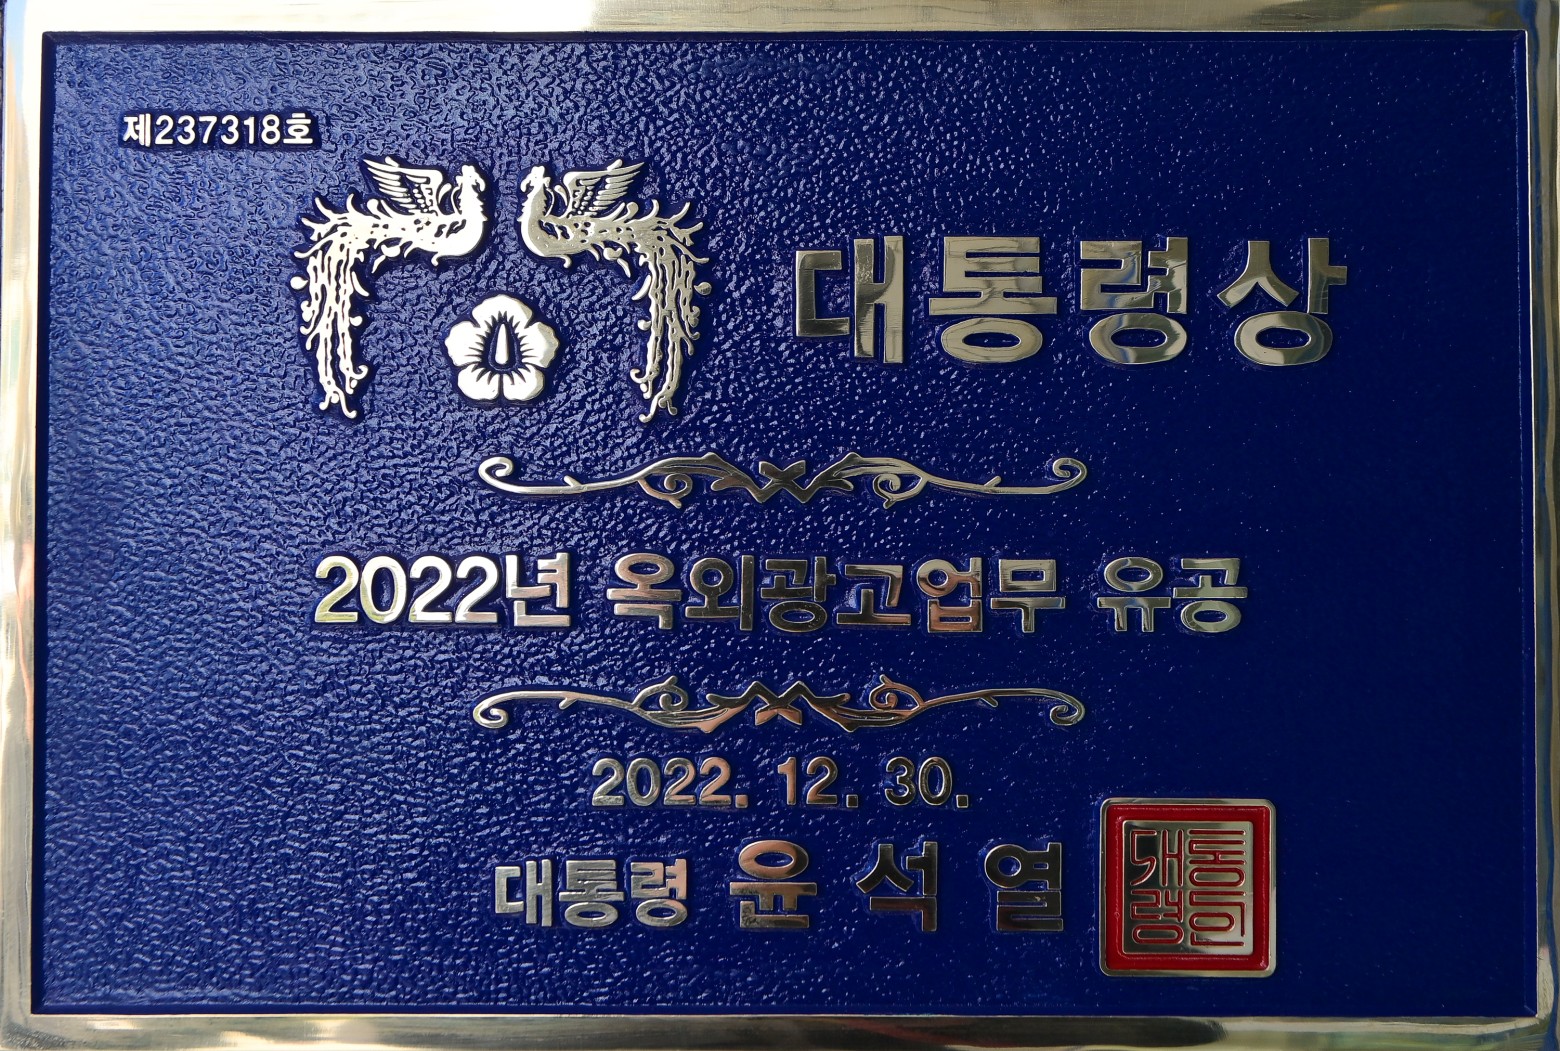 제237318호
대통령상
2022년 옥외광고업무 유공
2022. 12. 30.
대통령 윤석열
대통령의인